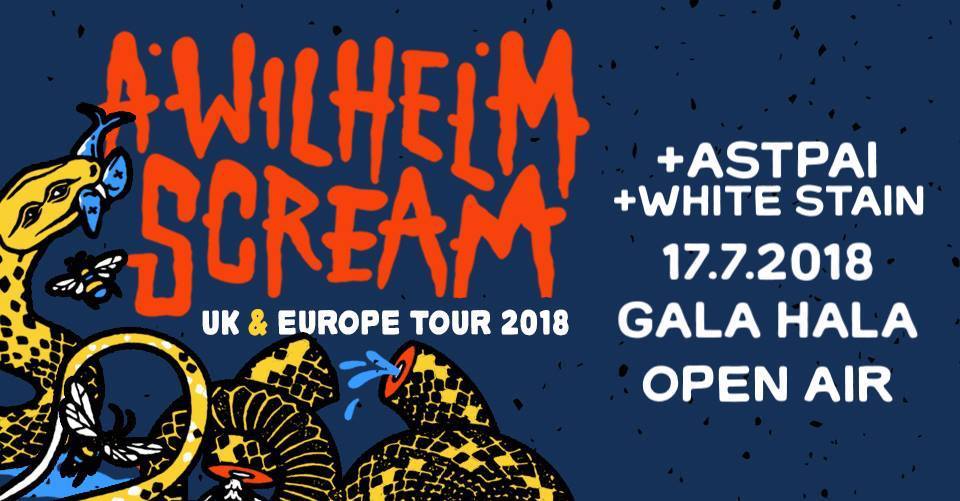 A WILHELM
SCREAM
UK & EUROPE TOUR 2018
+ASTPAI
+WHITE STAIN
17.7.2018
GALA HALA
OPEN AIR